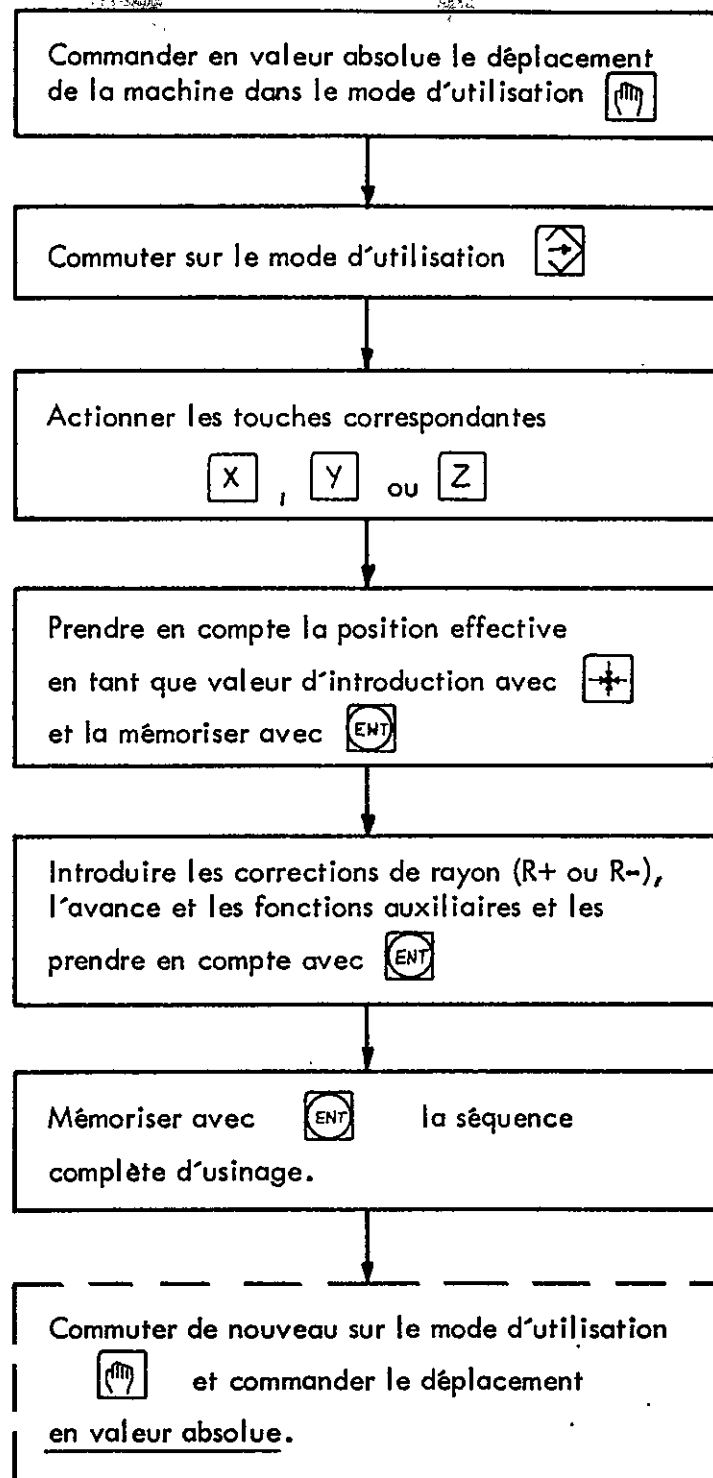 Commander en valeur absolue le déplacement
de la machine dans le mode d'utilisation
Commuter sur le mode d'utilisation
Actionner les touches correspondantes
X , Y ou Z
Prendre en compte la position effective
en tant que valeur d'introduction avec
et la mémoriser avec ENT
Introduire les corrections de rayon (R+ ou R-),
l'avance et les fonctions auxiliaires et les
prendre en compte avec ENT
Mémoriser avec ENT la séquence
complète d'usinage.
Commuter de nouveau sur le mode d'utilisation
et commander le déplacement
en valeur absolue.